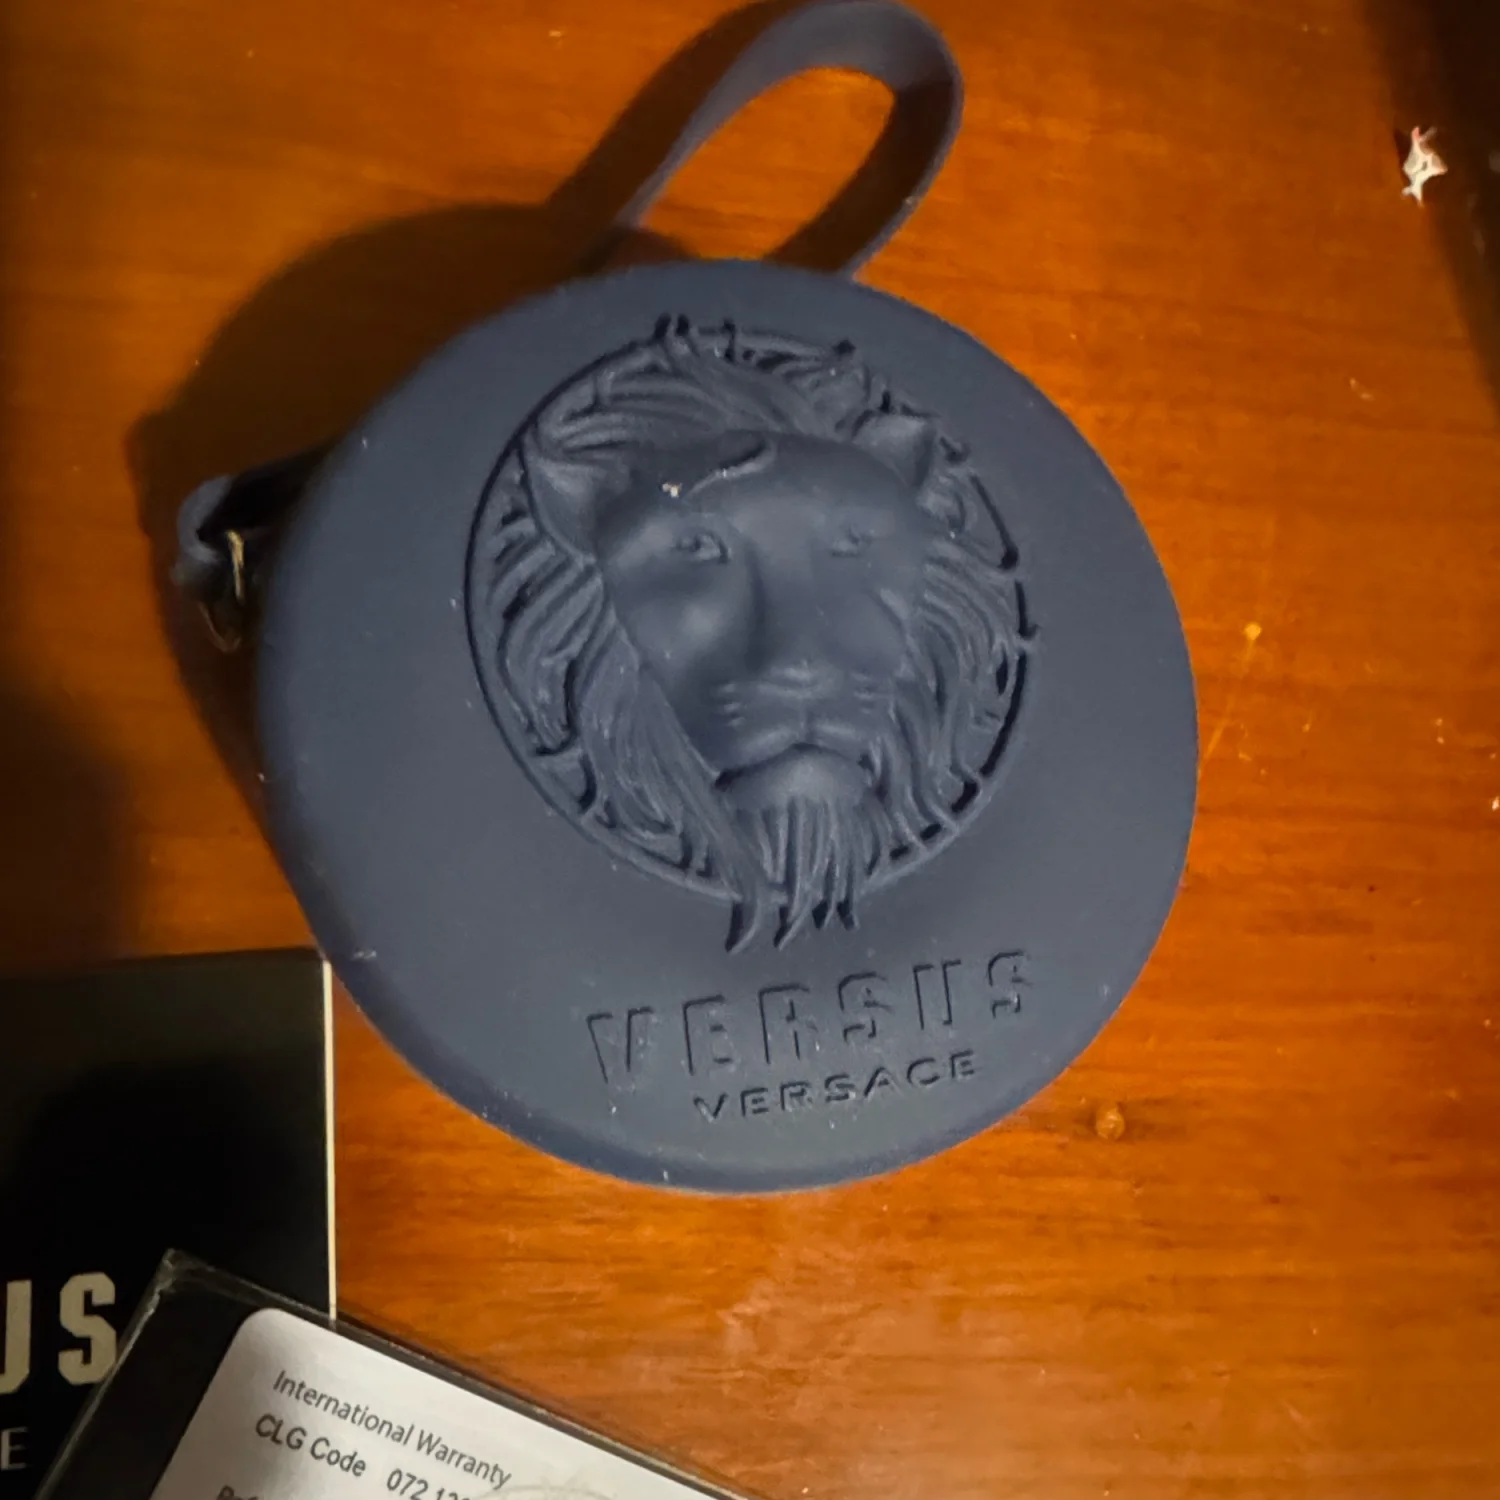 VERSUS
VERSACE
US
E
International Warranty
CLG Code 072